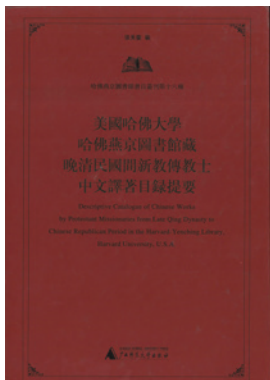 美國哈佛大學
哈佛燕京圖書館藏
晚清民國間新教傳教士
中文譯著目録提要
Descriptive Catalogue of Chinese Works
by Protestant Missionaries from Late Qing Dynasty to
Chinese Republican Period in the Harvard-Yenching Library,
Harvard University, U.S.A.